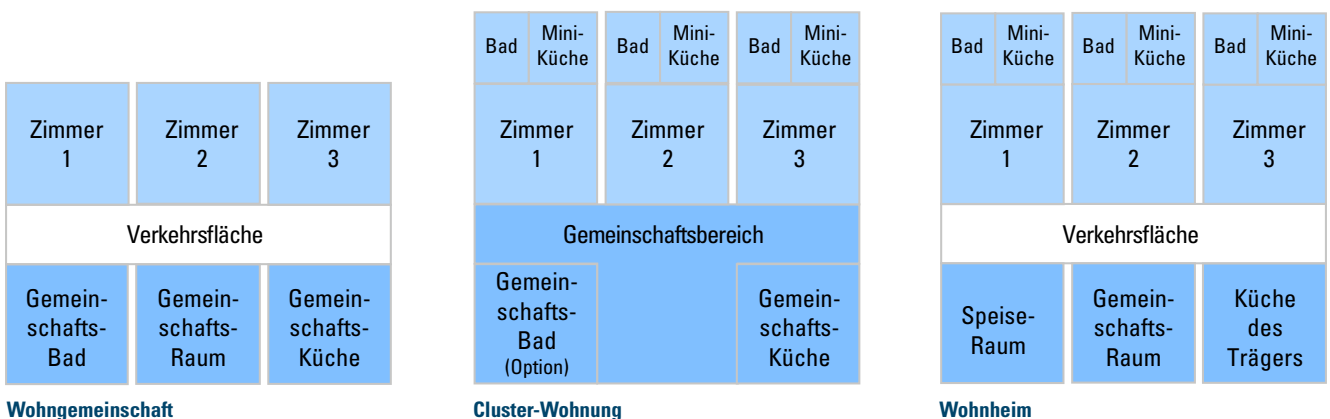 Zimmer
1
Zimmer
2
Zimmer
3
Verkehrsfläche
Gemein-
schafts-
Bad
Gemein-
schafts-
Raum
Gemein-
schafts-
Küche
Wohngemeinschaft
Bad
Mini-
Küche
Bad
Mini-
Küche
Bad
Mini-
Küche
Zimmer
1
Zimmer
2
Zimmer
3
Gemeinschaftsbereich
Gemein-
schafts-
Bad
(Option)
Gemein-
schafts-
Küche
Cluster-Wohnung
Bad
Mini-
Küche
Bad
Mini-
Küche
Bad
Mini-
Küche
Zimmer
1
Zimmer
2
Zimmer
3
Verkehrsfläche
Speise-
Raum
Gemein-
schafts-
Raum
Küche
des
Trägers
Wohnheim